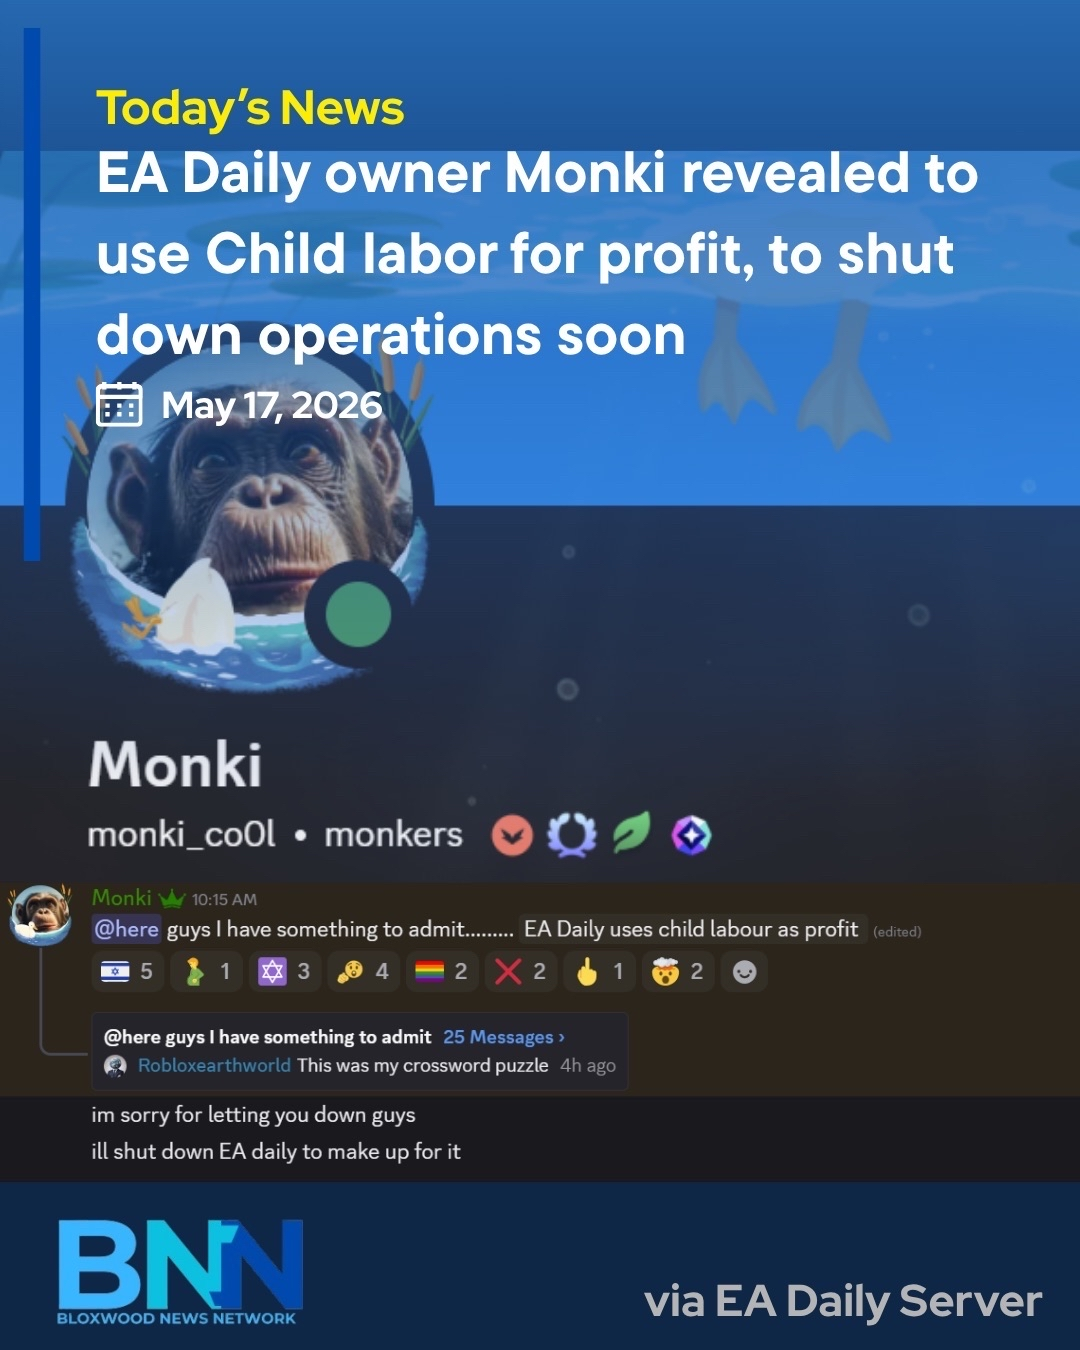 Today's News
EA Daily owner Monki revealed to
use Child labor for profit, to shut
down operations soon
May 17, 2026
Monki
monki_co0l • monkers
Monki 10:15 AM
@here guys I have something to admit......... EA Daily uses child labour as profit (edited)
5 1 3 4 2 2 1 2
@here guys I have something to admit 25 Messages ›
Robloxearthworld This was my crossword puzzle 4h ago
im sorry for letting you down guys
ill shut down EA daily to make up for it
BNN
BLOXWOOD NEWS NETWORK
via EA Daily Server